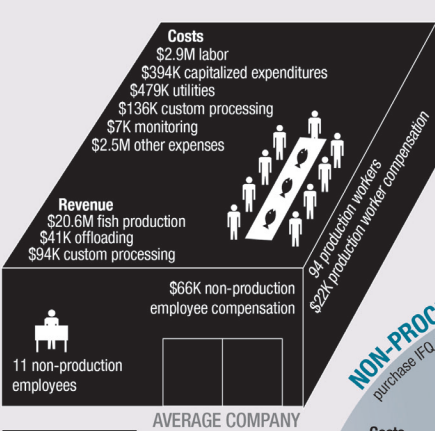 Costs
$2.9M labor
$394K capitalized expenditures
$479K utilities
$136K custom processing
$7K monitoring
$2.5M other expenses
Revenue
$20.6M fish production
$41K offloading
$94K custom processing
94 production workers
$22K production worker compensation
$66K non-production
employee compensation
11 non-production
employees
AVERAGE COMPANY
NON-PROC
purchase IFQ
Costs